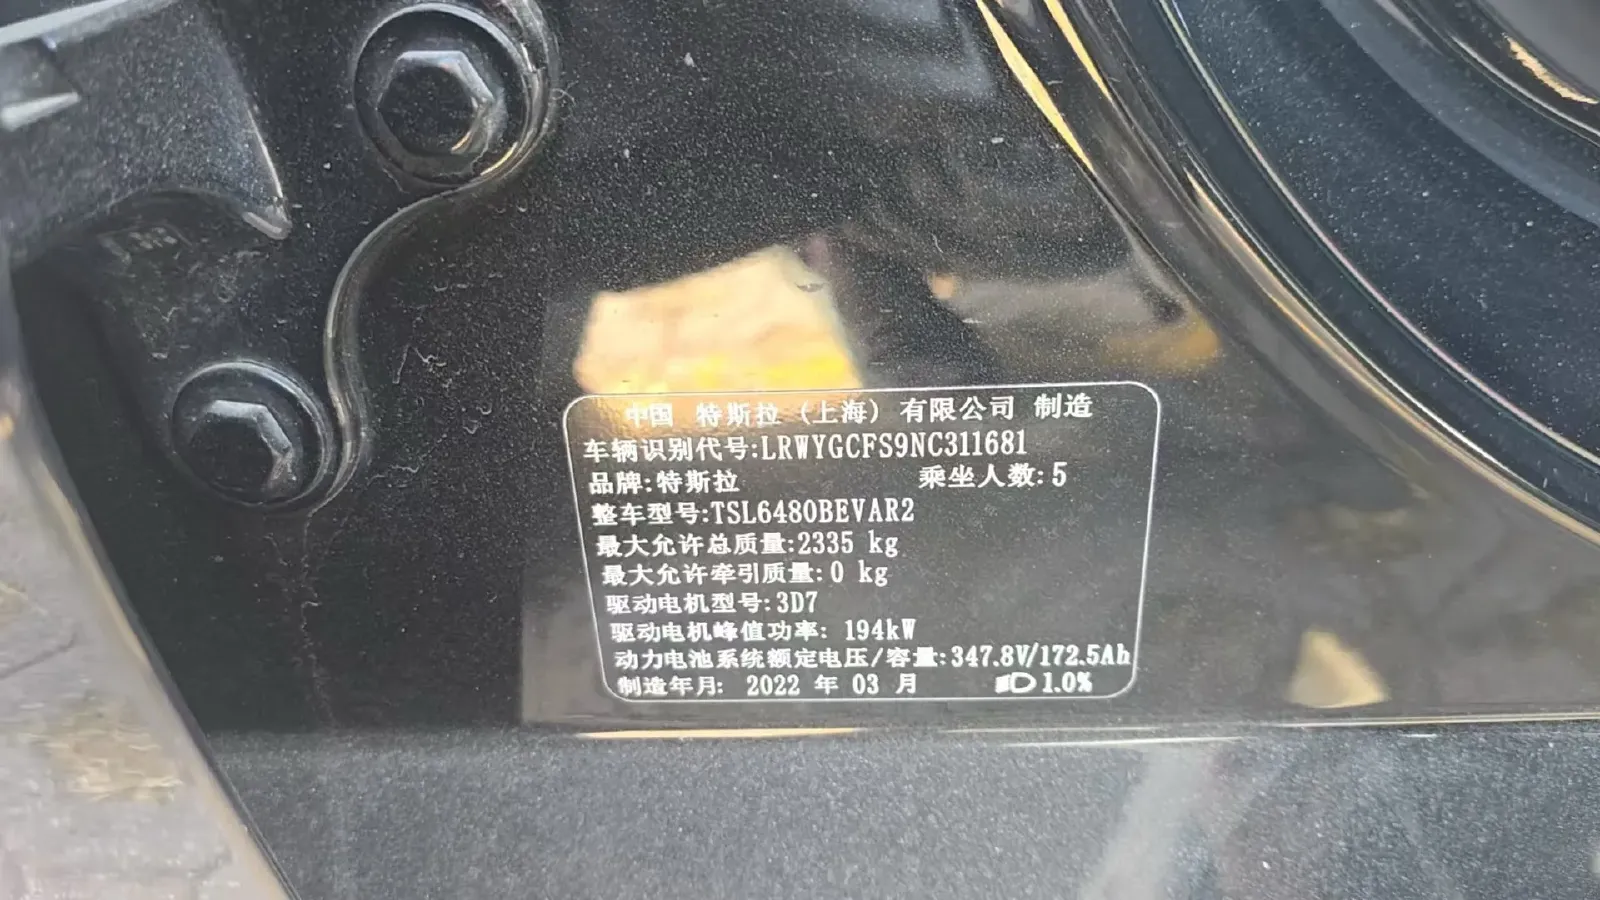 中国 特斯拉 (上海) 有限公司 制造
车辆识别代号:LRWYGCFS9NC311681
品牌:特斯拉 乘坐人数:5
整车型号:TSL6480BEVAR2
最大允许总质量:2335 kg
最大允许牵引质量:0 kg
驱动电机型号:3D7
驱动电机峰值功率: 194kW
动力电池系统额定电压/容量:347.8V/172.5Ah
制造年月: 2022 年 03 月 1.0%